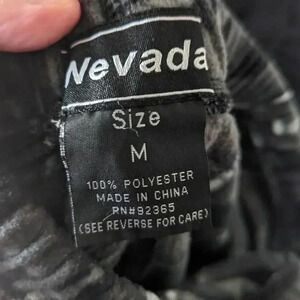 Nevada
Size
M
100% POLYESTER
MADE IN CHINA
RN#92365
(SEE REVERSE FOR CARE)